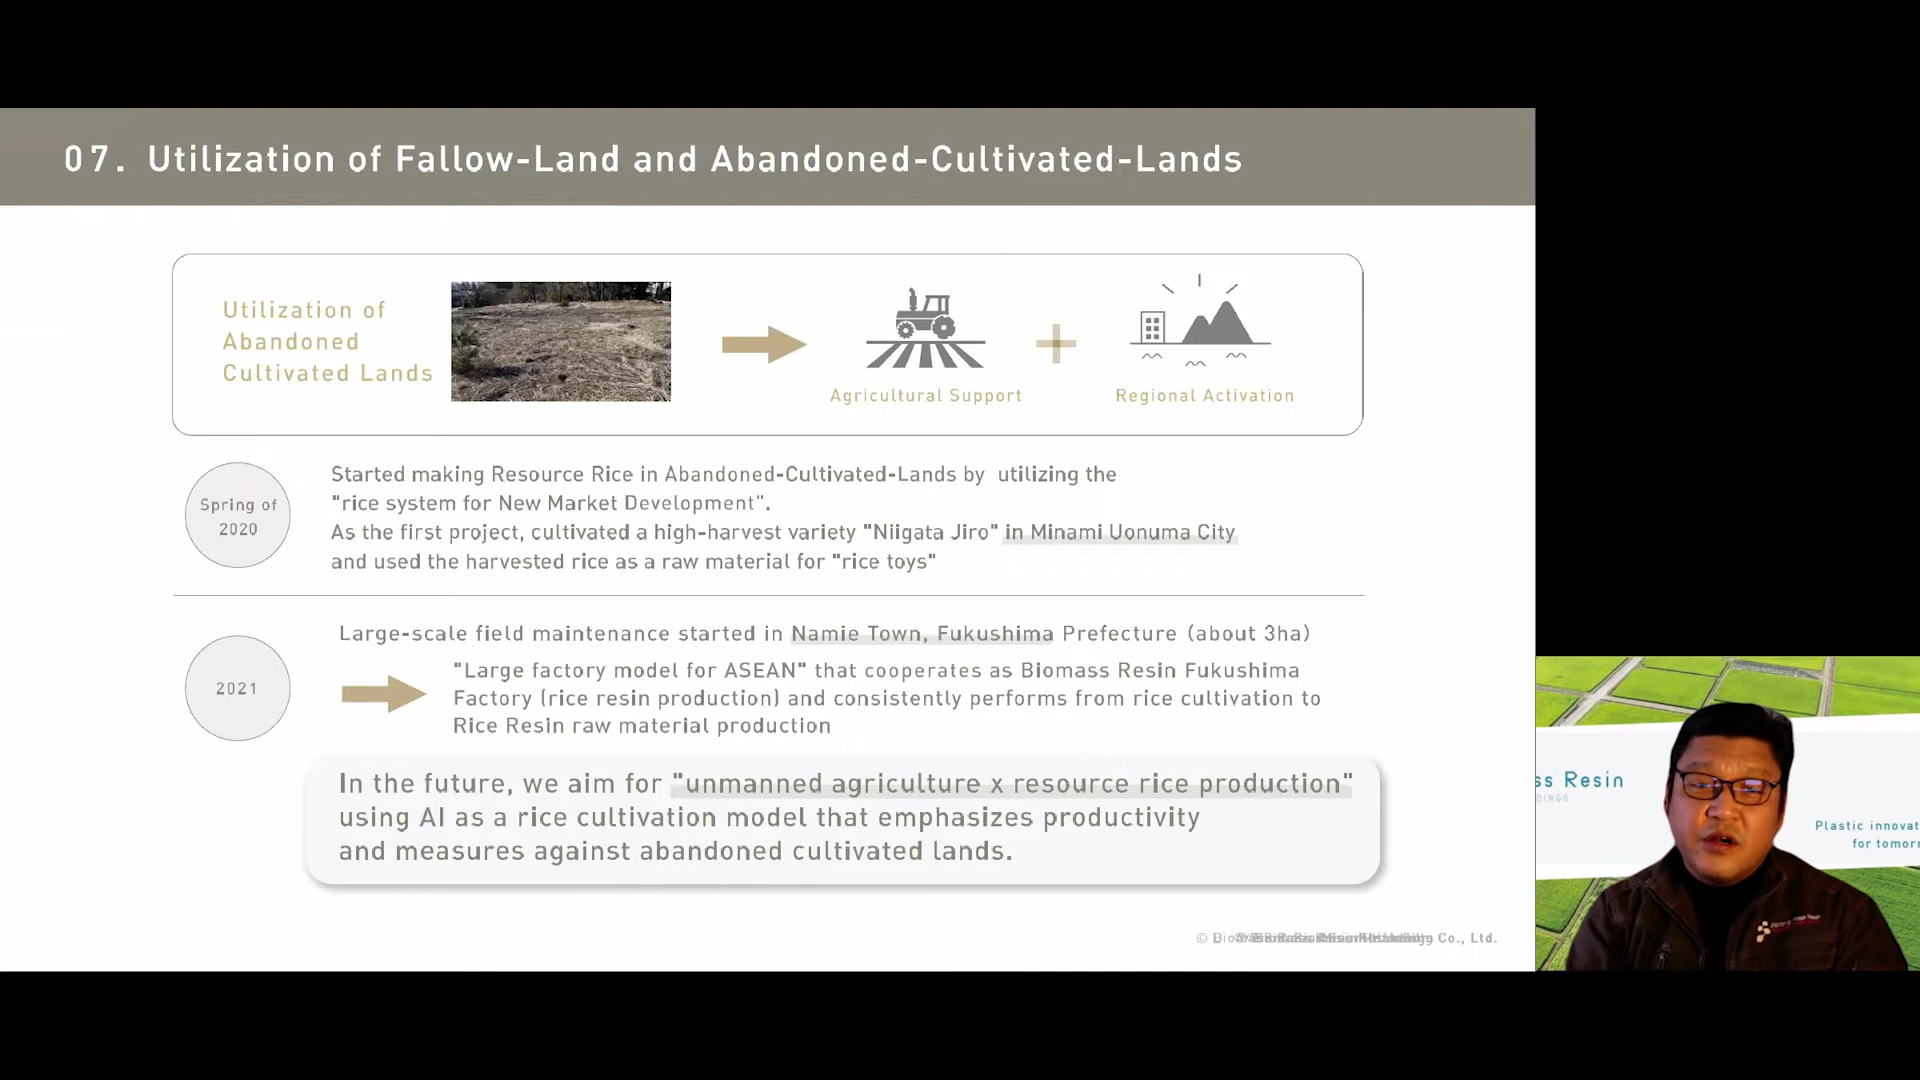 07. Utilization of Fallow-Land and Abandoned-Cultivated-Lands
Utilization of
Abandoned
Cultivated Lands
Agricultural Support
Regional Activation
Spring of
2020
Started making Resource Rice in Abandoned-Cultivated-Lands by utilizing the
"rice system for New Market Development".
As the first project, cultivated a high-harvest variety "Niigata Jiro" in Minami Uonuma City
and used the harvested rice as a raw material for "rice toys"
2021
Large-scale field maintenance started in Namie Town, Fukushima Prefecture (about 3ha)
"Large factory model for ASEAN" that cooperates as Biomass Resin Fukushima
Factory (rice resin production) and consistently performs from rice cultivation to
Rice Resin raw material production
In the future, we aim for "unmanned agriculture x resource rice production"
using AI as a rice cultivation model that emphasizes productivity
and measures against abandoned cultivated lands.
Co., Ltd.
ss Resin
DINGS
Plastic innovat
for tomorr